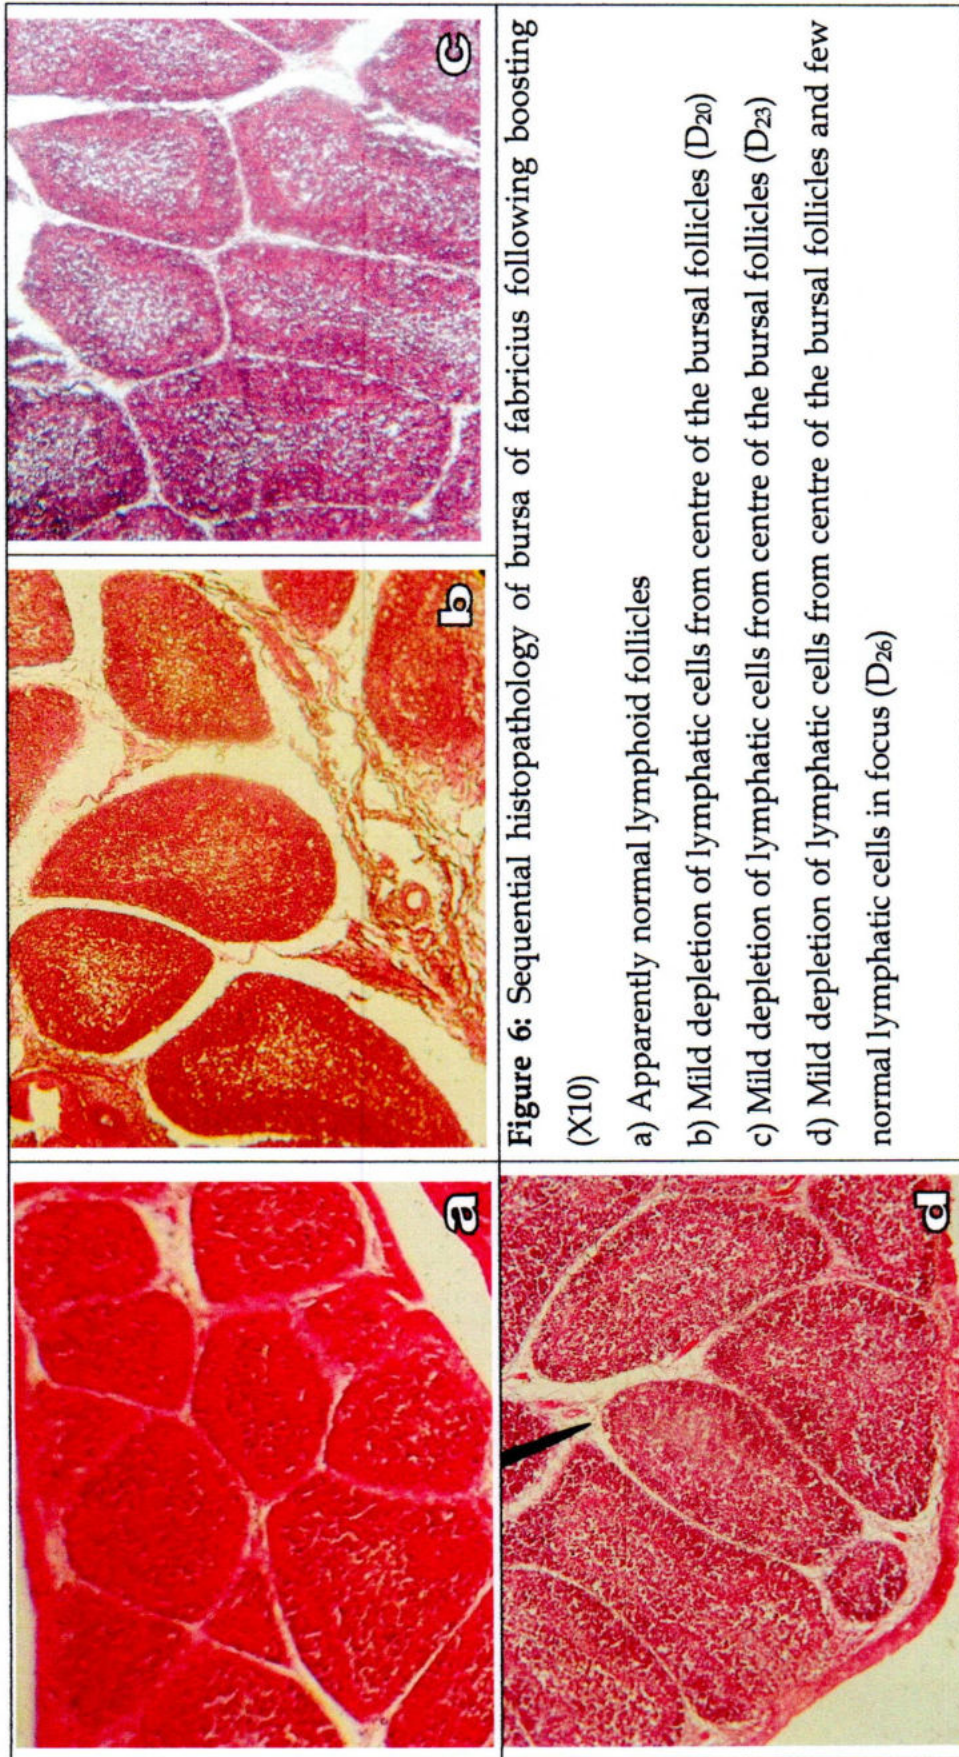 a
b
c
d
Figure 6: Sequential histopathology of bursa of fabricius following boosting
(X10)
a) Apparently normal lymphoid follicles
b) Mild depletion of lymphatic cells from centre of the bursal follicles (D20)
c) Mild depletion of lymphatic cells from centre of the bursal follicles (D23)
d) Mild depletion of lymphatic cells from centre of the bursal follicles and few
normal lymphatic cells in focus (D26)